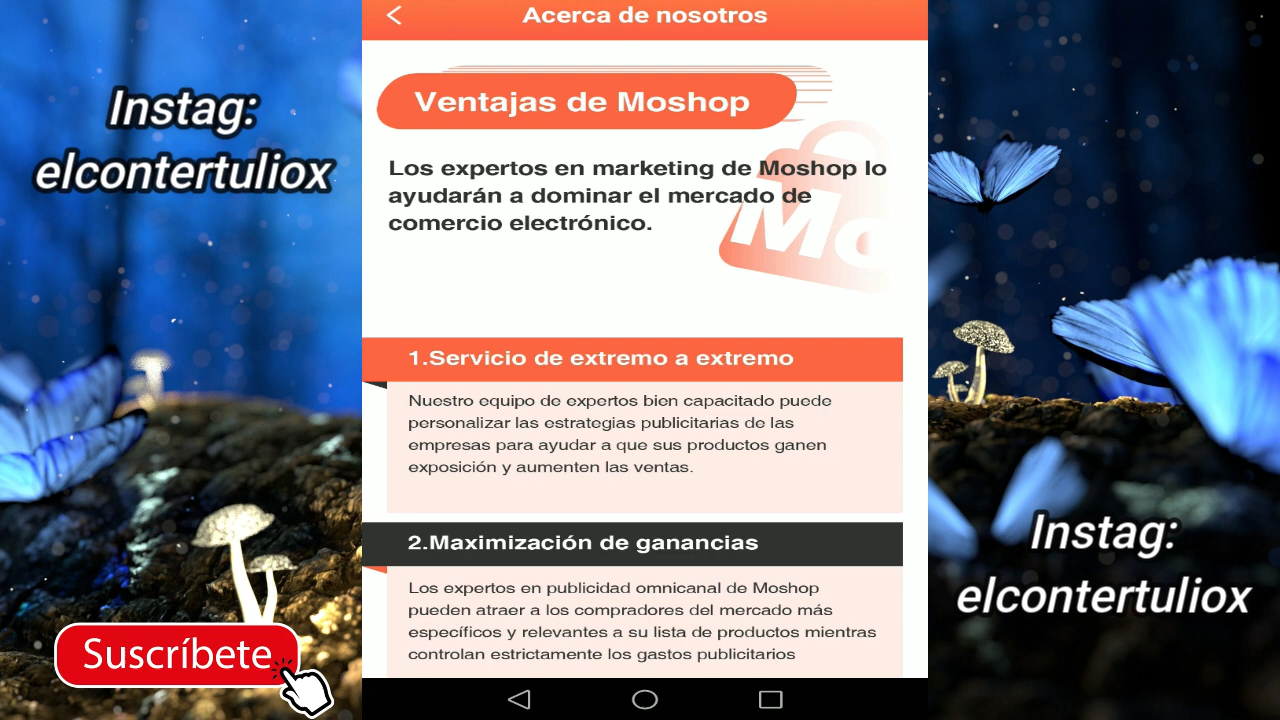 Instag:
elcontertuliox
Acerca de nosotros
Ventajas de Moshop
Los expertos en marketing de Moshop lo
ayudarán a dominar el mercado de
comercio electrónico.
Mo
1.Servicio de extremo a extremo
Nuestro equipo de expertos bien capacitado puede
personalizar las estrategias publicitarias de las
empresas para ayudar a que sus productos ganen
exposición y aumenten las ventas.
2.Maximización de ganancias
Los expertos en publicidad omnicanal de Moshop
pueden atraer a los compradores del mercado más
específicos y relevantes a su lista de productos mientras
controlan estrictamente los gastos publicitarios
Suscríbete
Instag:
elcontertuliox